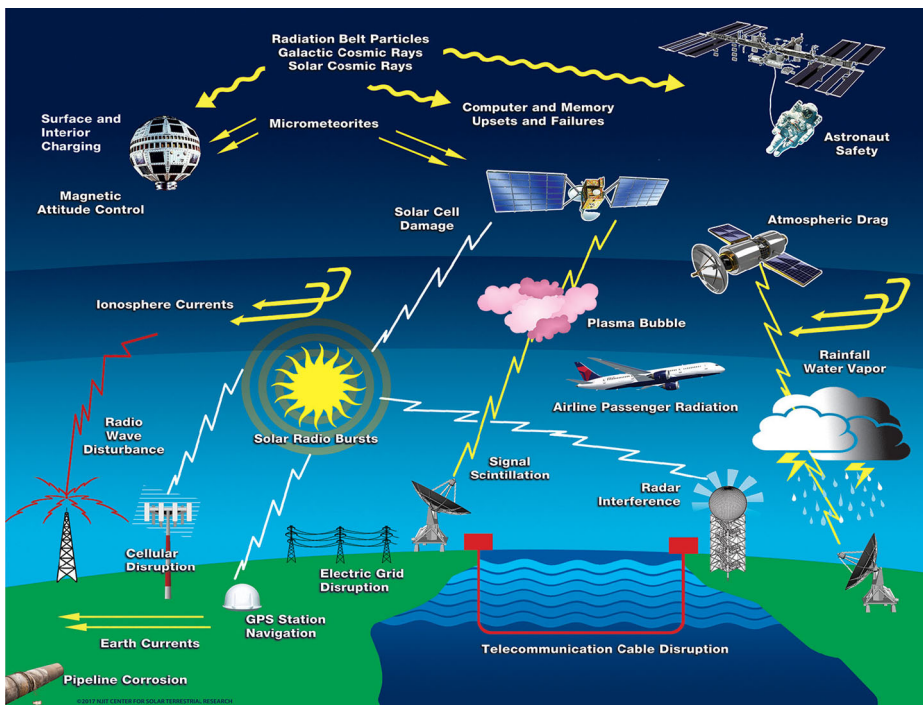 Radiation Belt Particles
Galactic Cosmic Rays
Solar Cosmic Rays
Surface and
Interior
Charging
Micrometeorites
Computer and Memory
Upsets and Failures
Astronaut
Safety
Magnetic
Attitude Control
Solar Cell
Damage
Atmospheric Drag
Ionosphere Currents
Plasma Bubble
Rainfall
Water Vapor
Airline Passenger Radiation
Radio
Wave
Disturbance
Solar Radio Bursts
Signal
Scintillation
Radar
Interference
Cellular
Disruption
Electric Grid
Disruption
GPS Station
Navigation
Earth Currents
Telecommunication Cable Disruption
Pipeline Corrosion
©2017 NJIT CENTER FOR SOLAR TERRESTRIAL RESEARCH